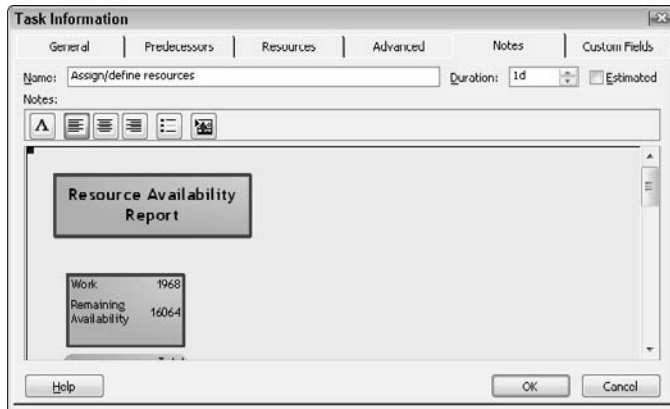 Task Information
General Predecessors Resources Advanced Notes Custom Fields
Name: Assign/define resources Duration: 1d Estimated
Notes:
A
Resource Availability
Report
Work 1968
Remaining
Availability 16064
Help OK Cancel